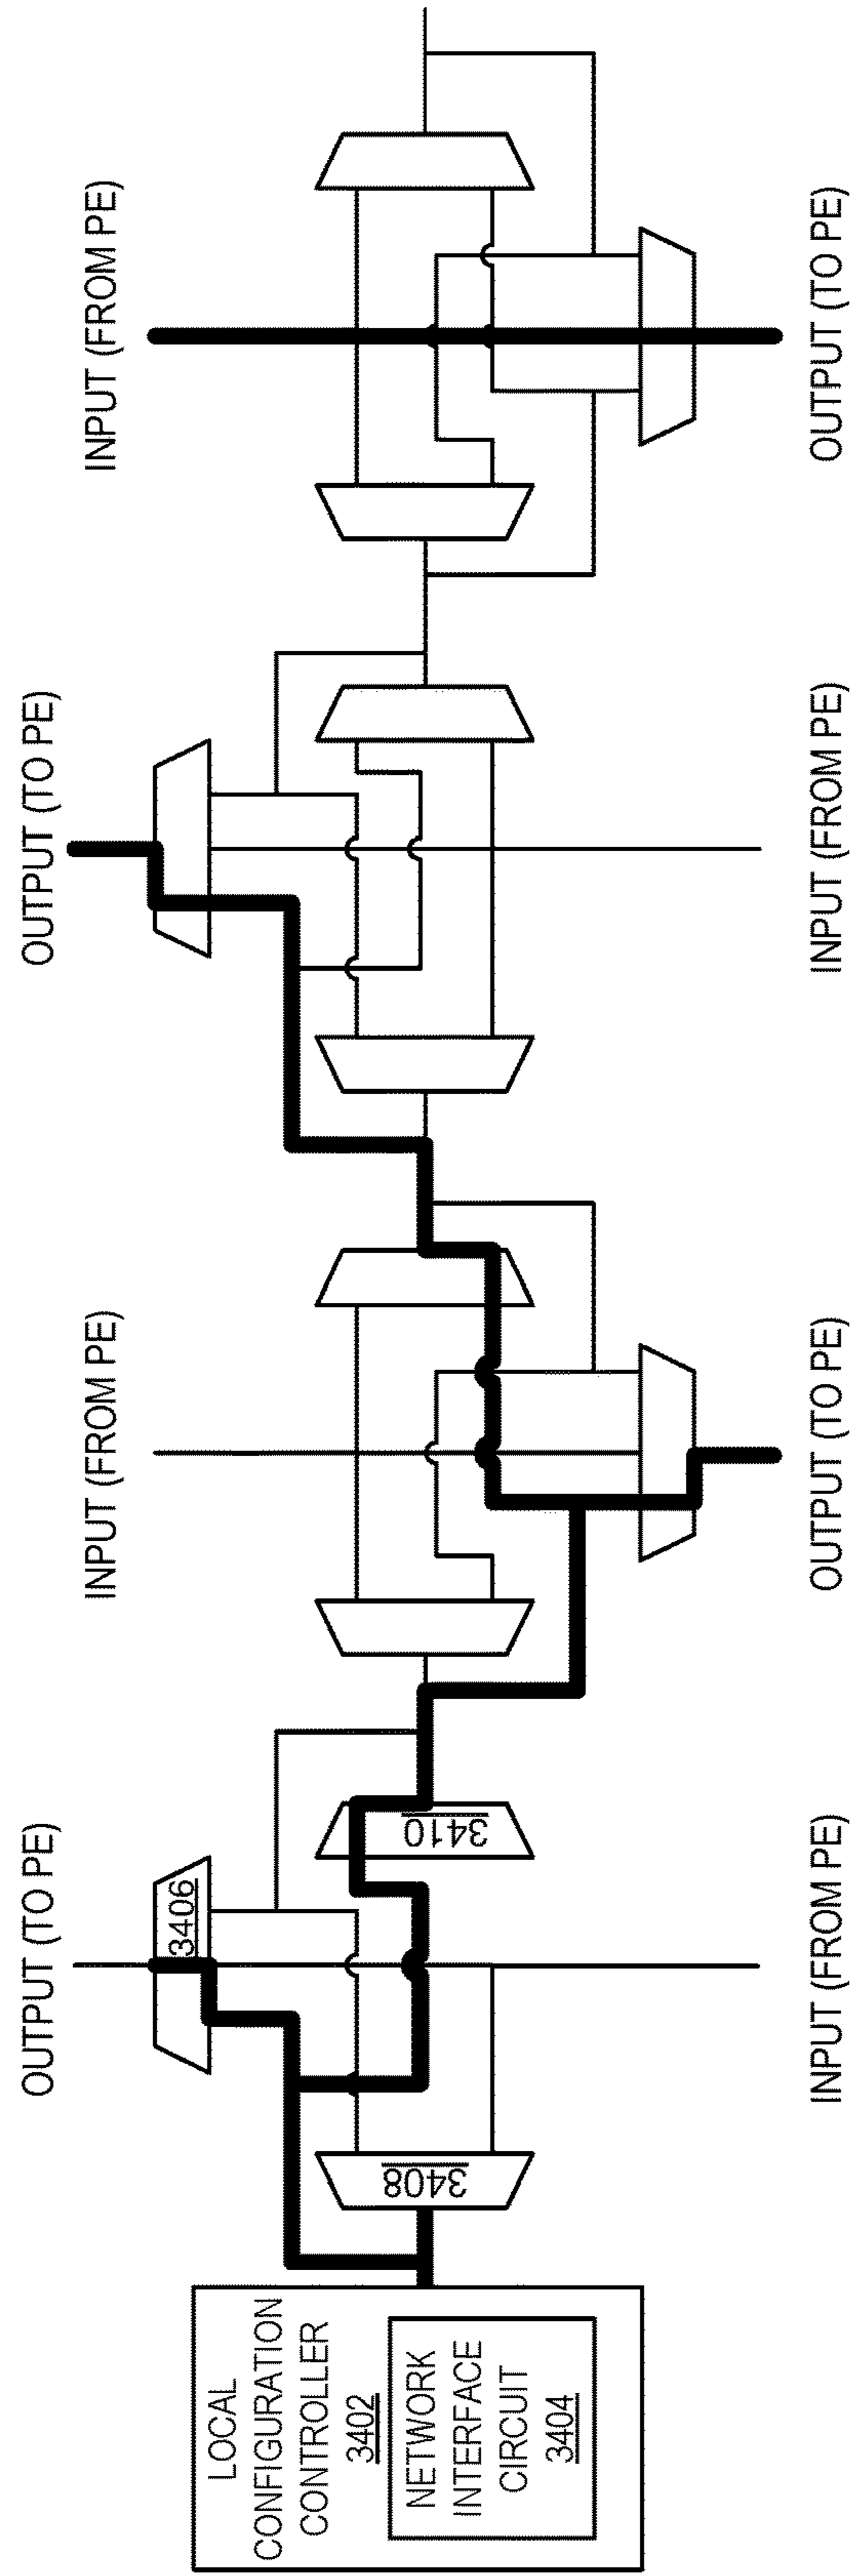 OUTPUT (TO PE)
OUTPUT (TO PE)
INPUT (FROM PE)
INPUT (FROM PE)
3406
LOCAL
CONFIGURATION
CONTROLLER
3402
NETWORK
INTERFACE
CIRCUIT
3404
3408
3410
INPUT (FROM PE)
OUTPUT (TO PE)
INPUT (FROM PE)
OUTPUT (TO PE)